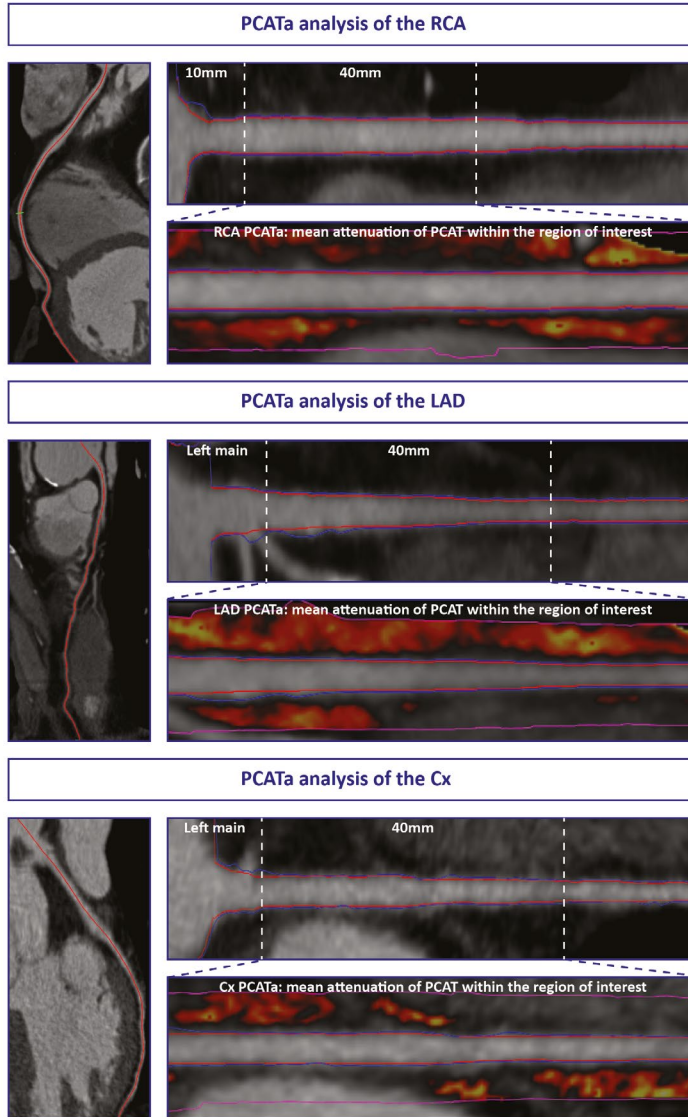 PCATa analysis of the RCA
10mm 40mm
RCA PCATa: mean attenuation of PCAT within the region of interest
PCATa analysis of the LAD
Left main 40mm
LAD PCATa: mean attenuation of PCAT within the region of interest
PCATa analysis of the Cx
Left main 40mm
Cx PCATa: mean attenuation of PCAT within the region of interest